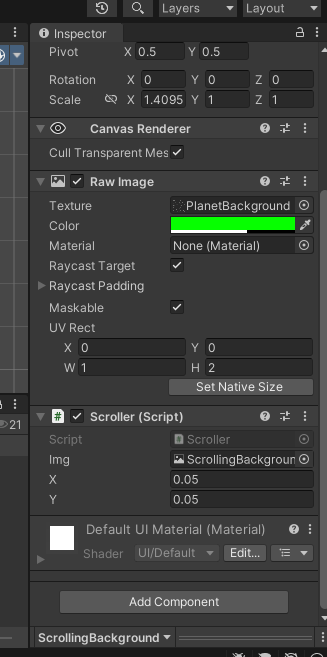 Layers Layout
Inspector
Pivot X 0.5 Y 0.5
Rotation X 0 Y 0 Z 0
Scale X 1.4095 Y 1 Z 1
Canvas Renderer
Cull Transparent Mes
Raw Image
Texture PlanetBackground
Color
Material None (Material)
Raycast Target
Raycast Padding
Maskable
UV Rect
X 0 Y 0
W 1 H 2
Set Native Size
21
# Scroller (Script)
Script # Scroller
Img ScrollingBackgroun
X 0.05
Y 0.05
Default UI Material (Material)
Shader UI/Default Edit...
Add Component
ScrollingBackground